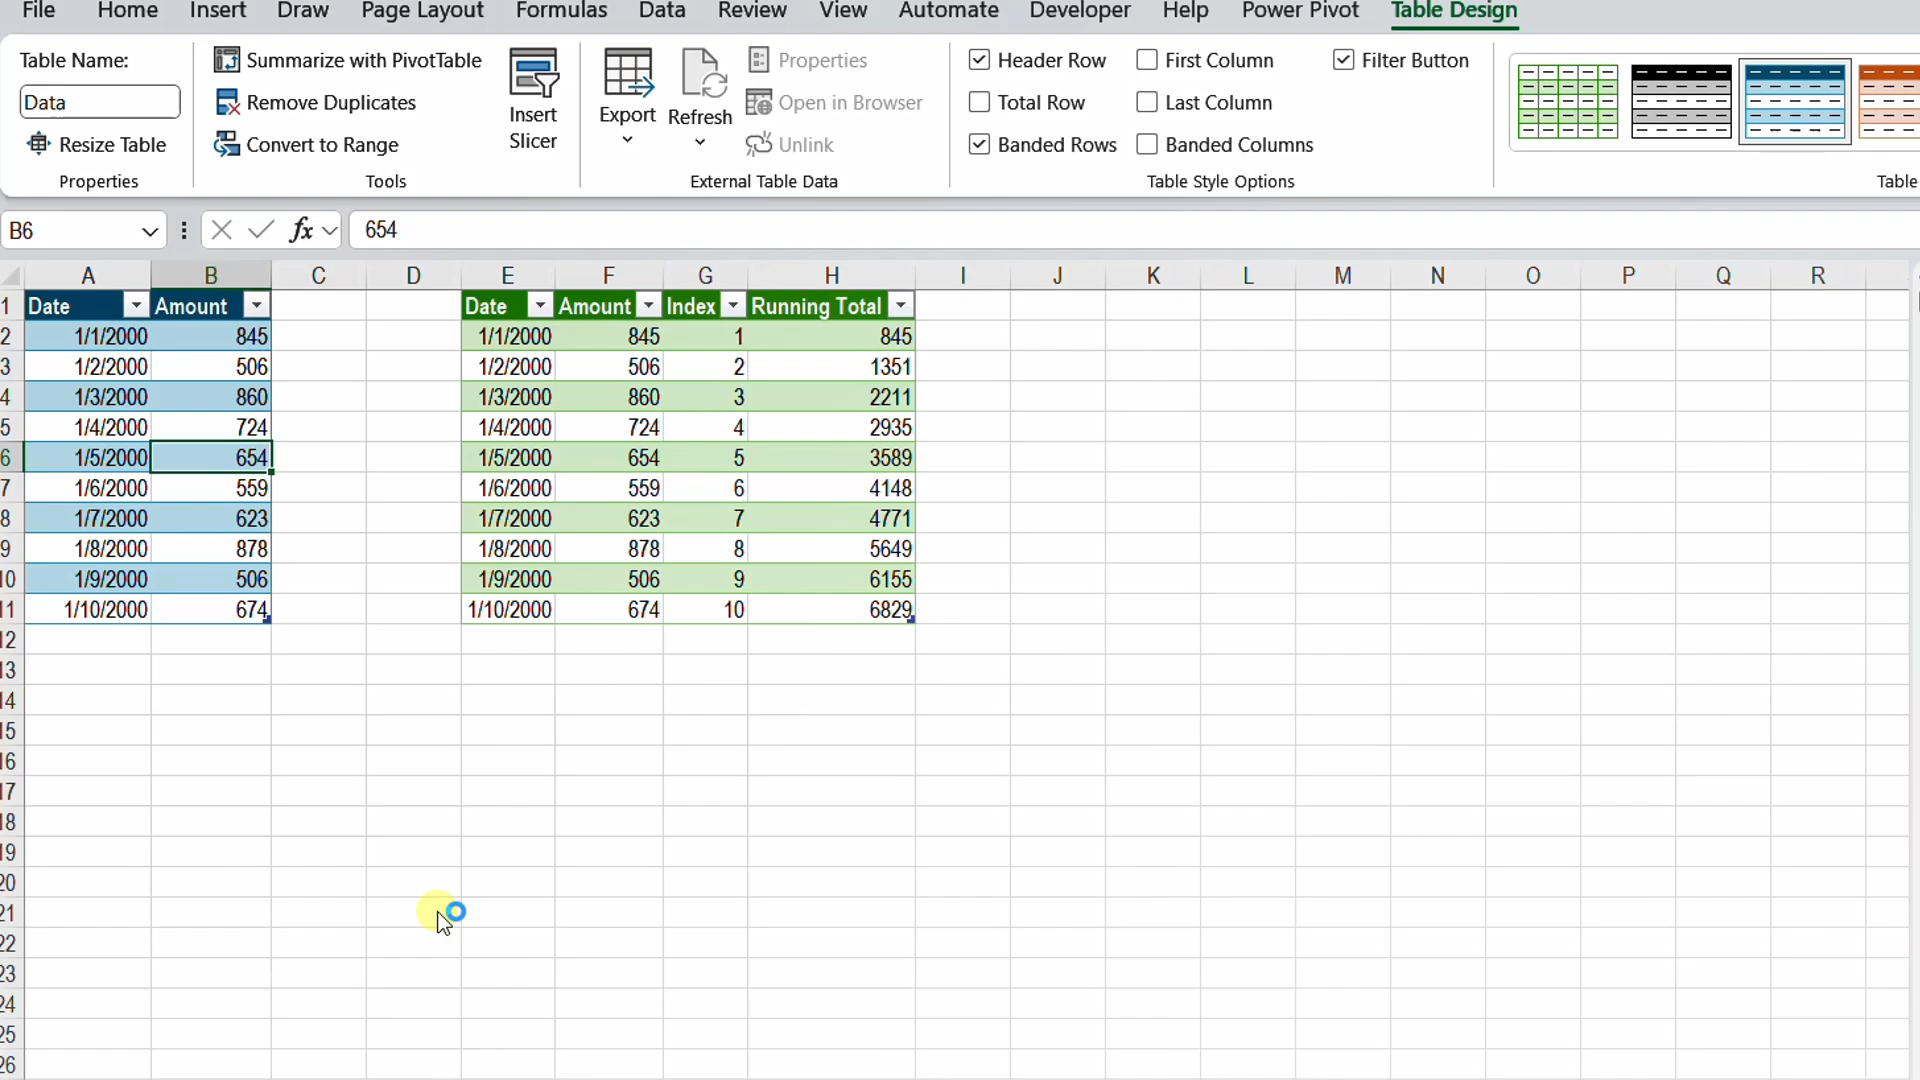 File Home Insert Draw Page Layout Formulas Data Review View Automate Developer Help Power Pivot Table Design
Table Name:
Data
Resize Table
Properties
Summarize with PivotTable
Remove Duplicates
Convert to Range
Tools
Insert
Slicer
Export
Refresh
Properties
Open in Browser
Unlink
External Table Data
Header Row
Total Row
Banded Rows
First Column
Last Column
Banded Columns
Filter Button
Table Style Options
Table
B6 fx 654
A B C D E F G H I J K L M N O P Q R
1 Date Amount Date Amount Index Running Total
2 1/1/2000 845 1/1/2000 845 1 845
3 1/2/2000 506 1/2/2000 506 2 1351
4 1/3/2000 860 1/3/2000 860 3 2211
5 1/4/2000 724 1/4/2000 724 4 2935
6 1/5/2000 654 1/5/2000 654 5 3589
7 1/6/2000 559 1/6/2000 559 6 4148
8 1/7/2000 623 1/7/2000 623 7 4771
9 1/8/2000 878 1/8/2000 878 8 5649
10 1/9/2000 506 1/9/2000 506 9 6155
11 1/10/2000 674 1/10/2000 674 10 6829
12
13
14
15
16
17
18
19
20
21
22
23
24
25
26